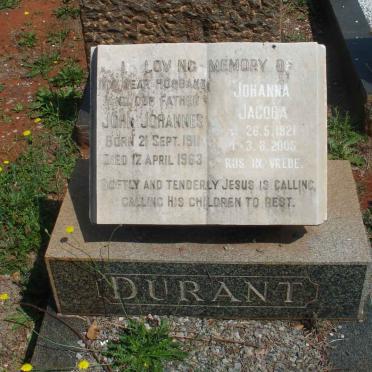 In loving memory of
my dear husband
and our father
John Johannes
Born 21 Sept. 1911
Died 12 April 1963
Johanna
Jacoba
* 26.5.1921
† 3.8.2005
Rus in vrede.
Softly and tenderly Jesus is calling,
calling His children to rest.
DURANT